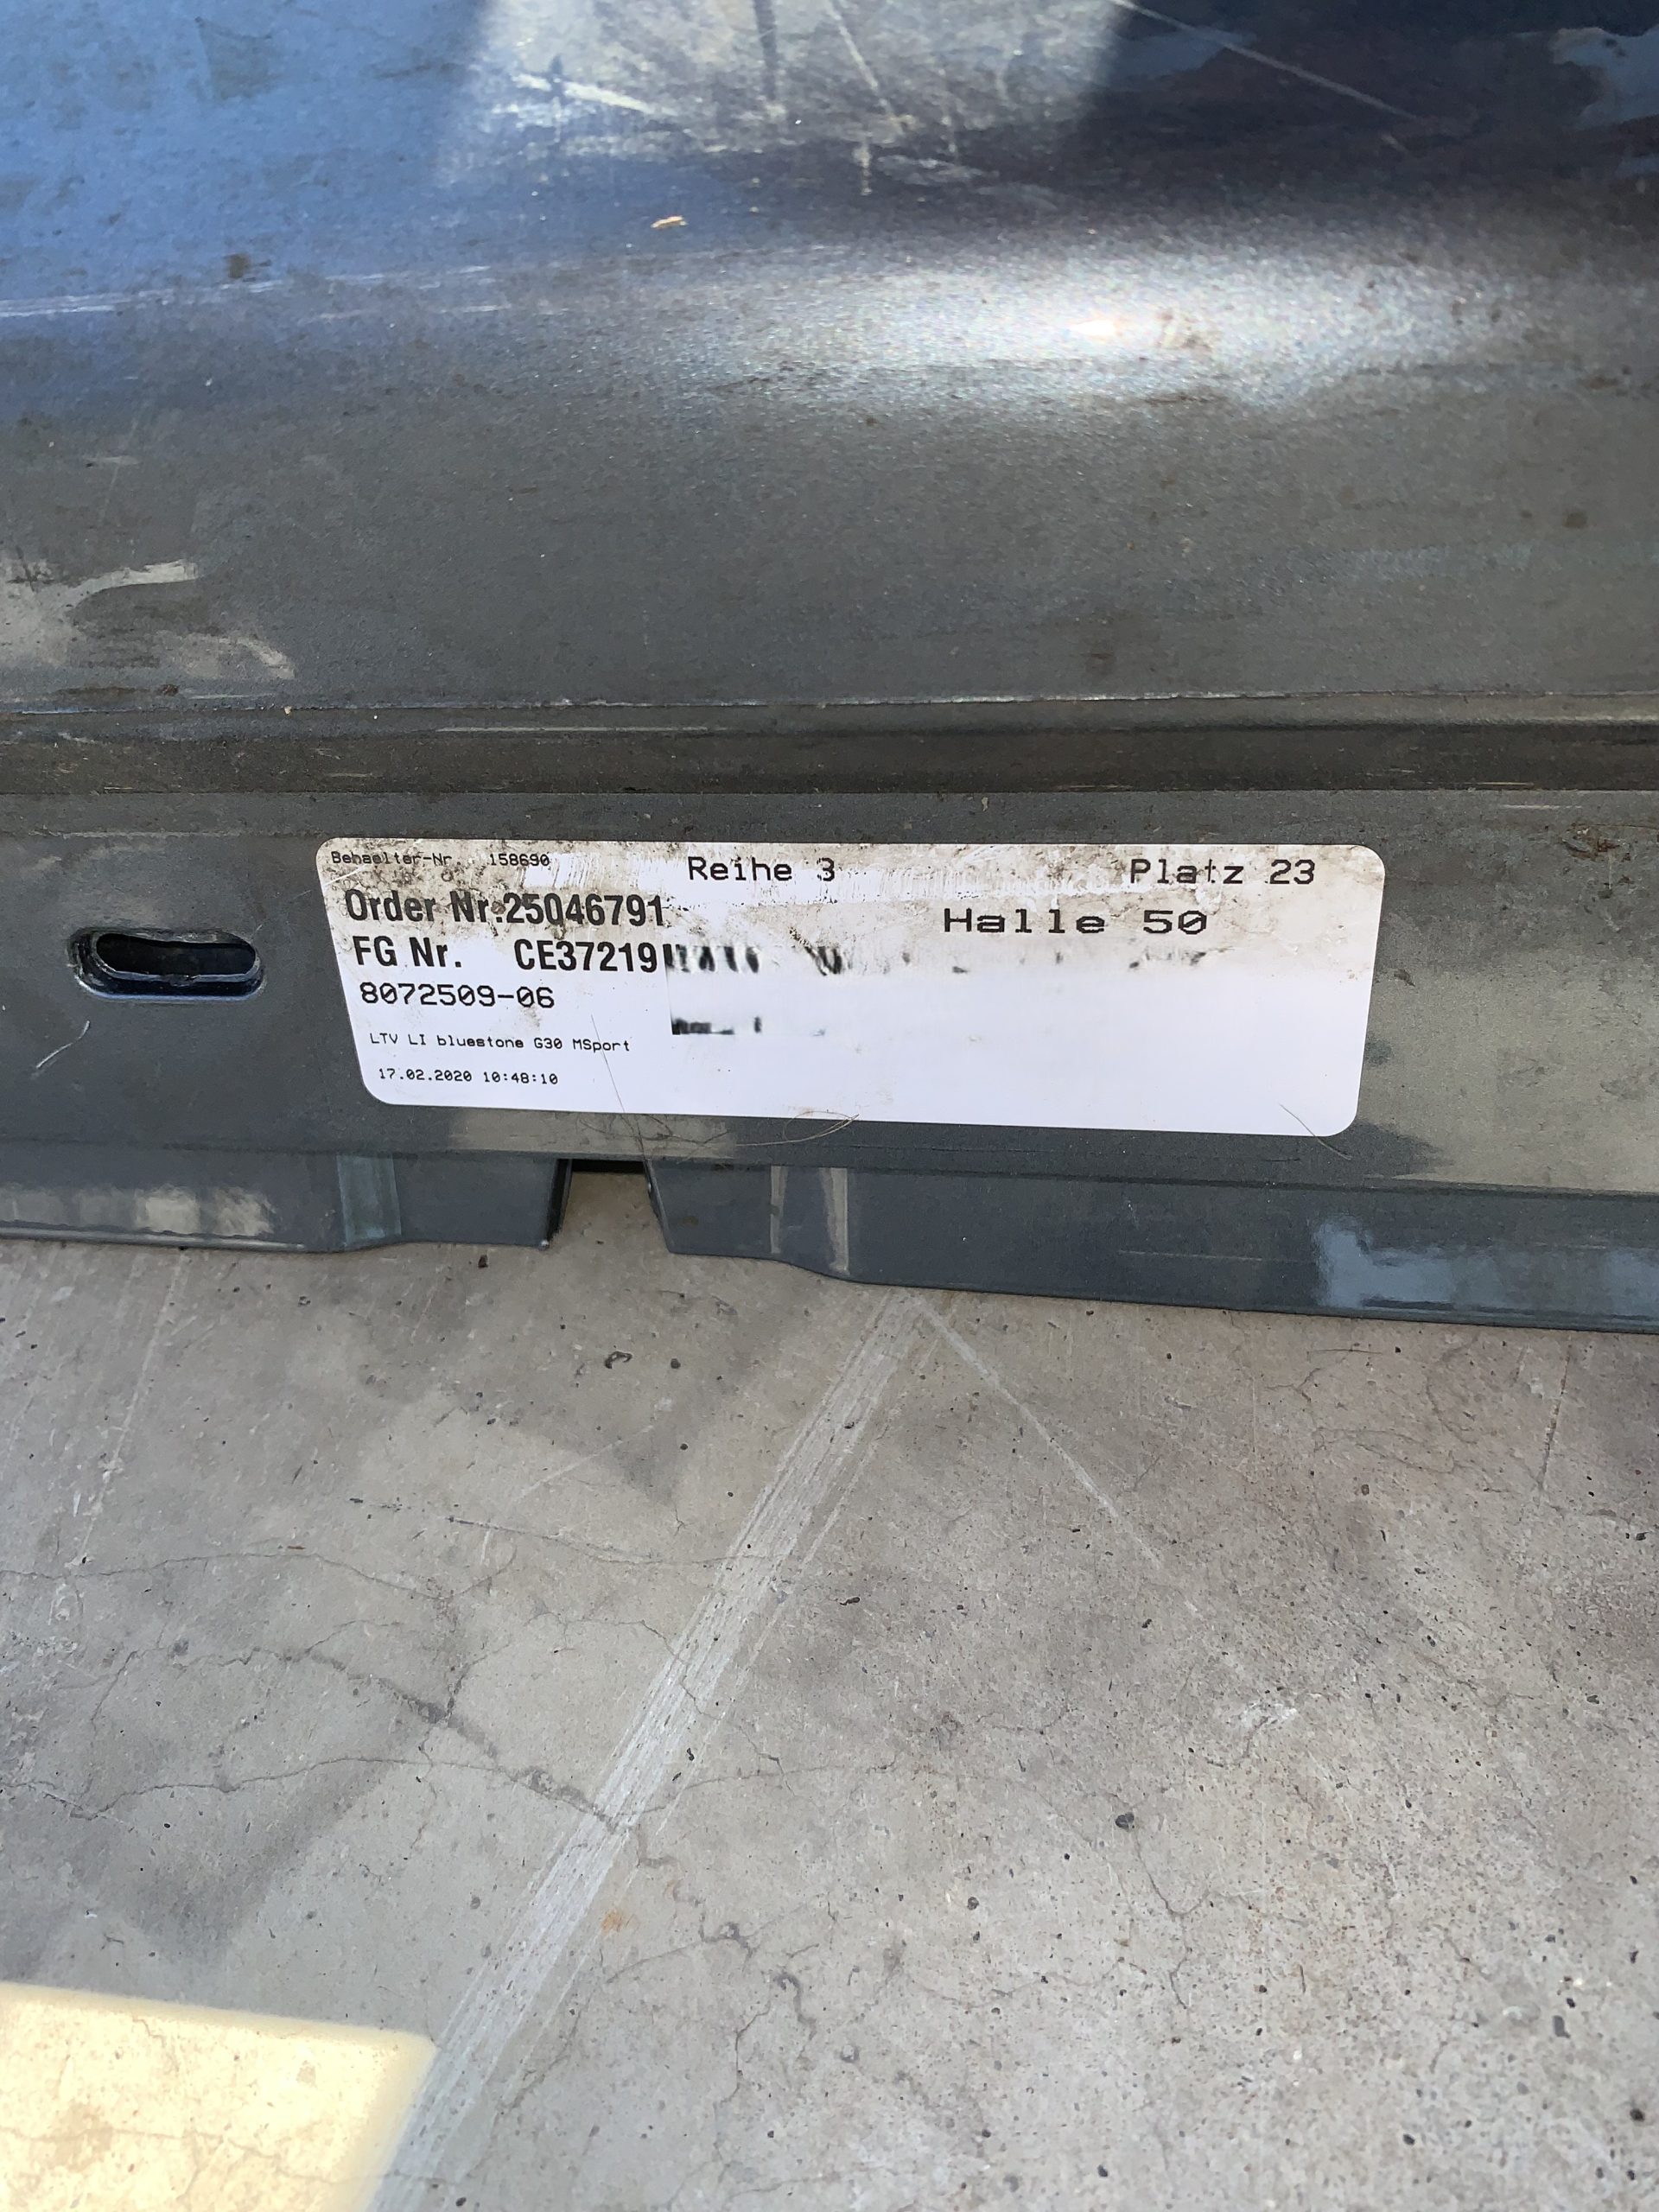 Behaelter-Nr. 158690 Reihe 3 Platz 23
Order Nr.:25046791 Halle 50
FG Nr. CE37219
8072509-06
LTV LI bluestone G30 MSport
17.02.2020 10:48:10